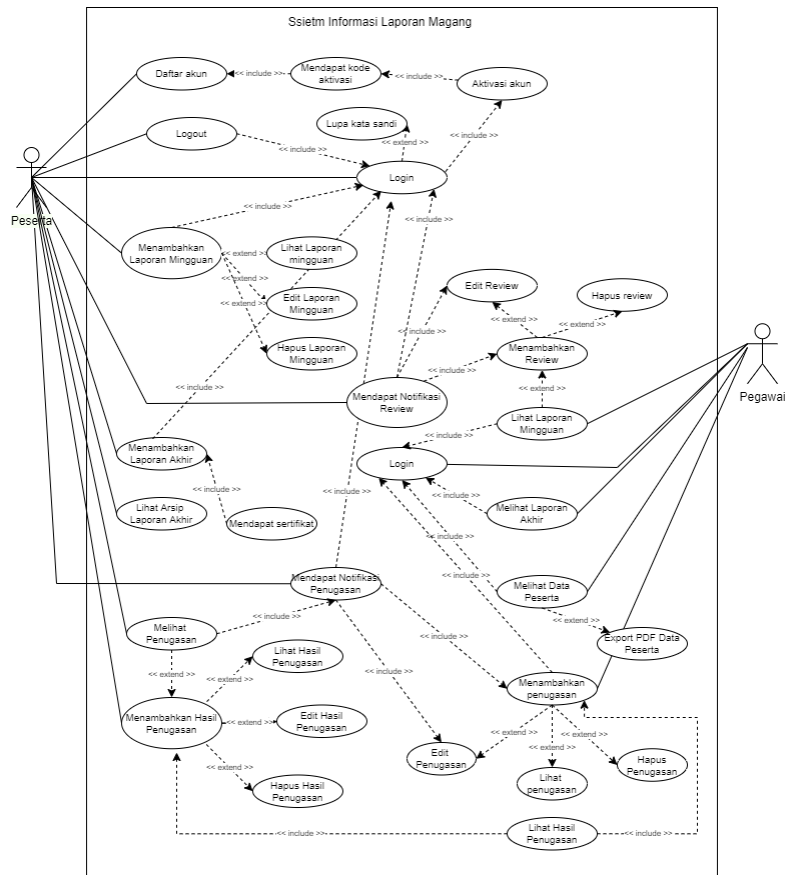 Ssietm Informasi Laporan Magang
Daftar akun
<< include >>
Mendapat kode
aktivasi
<< include >>
Aktivasi akun
Logout
<< include >>
Lupa kata sandi
<< extend >>
<< include >>
Login
Peserta
<< include >>
<< include >>
<< include >>
Menambahkan
Laporan Mingguan
<< extend >>
<< extend >>
<< extend >>
Lihat Laporan
mingguan
Edit Laporan
Mingguan
Hapus Laporan
Mingguan
Edit Review
Hapus review
<< extend >>
<< extend >>
<< include >>
<< include >>
<< include >>
Menambahkan
Review
Pegawai
<< include >>
<< extend >>
Mendapat Notifikasi
Review
Lihat Laporan
Mingguan
<< include >>
Menambahkan
Laporan Akhir
Login
<< include >>
<< include >>
<< include >>
Lihat Arsip
Laporan Akhir
Mendapat sertifikat
Melihat Laporan
Akhir
<< include >>
<< include >>
Mendapat Notifikasi
Penugasan
Melihat Data
Peserta
<< extend >>
Export PDF Data
Peserta
Melihat
Penugasan
<< include >>
<< include >>
Lihat Hasil
Penugasan
<< extend >>
<< extend >>
<< include >>
Menambahkan
penugasan
Menambahkan Hasil
Penugasan
<< extend >>
Edit Hasil
Penugasan
<< extend >>
<< extend >>
<< extend >>
<< extend >>
Edit
Penugasan
Lihat
penugasan
Hapus
Penugasan
Hapus Hasil
Penugasan
<< include >>
Lihat Hasil
Penugasan
<< include >>